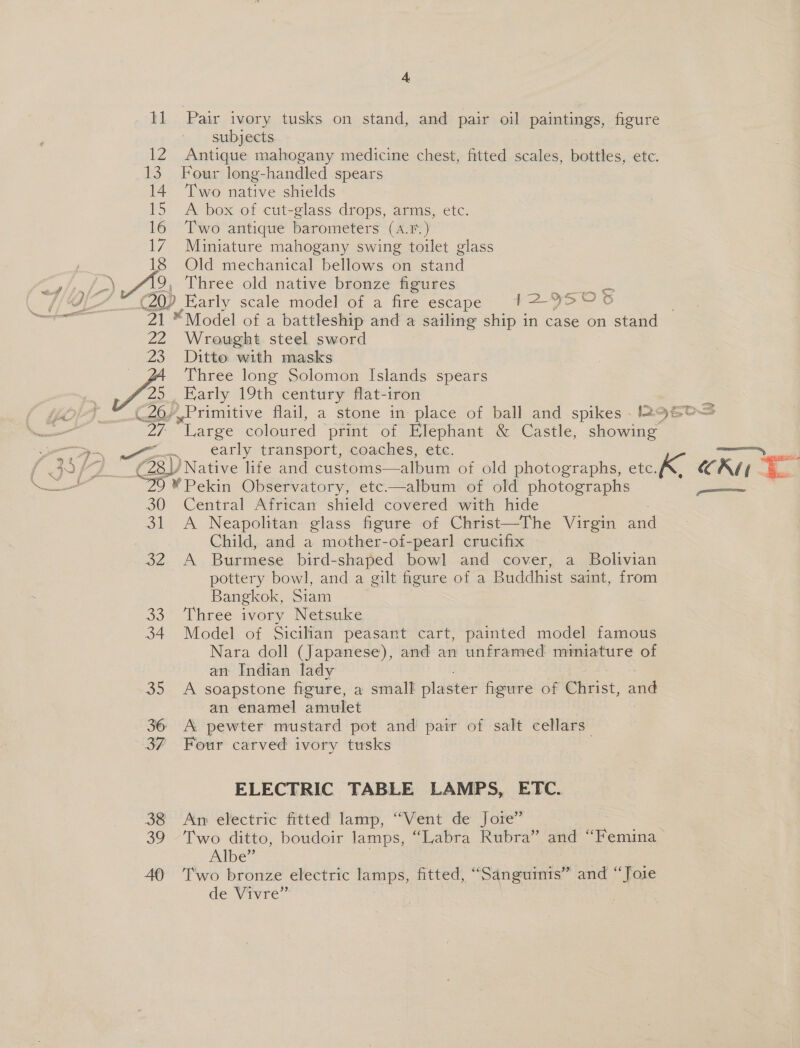 4
11 Pair ivory tusks on stand, and pair oil paintings, figure
subjects
12 Antique mahogany medicine chest, fitted scales, bottles, etc.
13 Four long-handled spears
14 Two native shields
15 A box of cut-glass drops, arms, etc.
16 Two antique barometers (A.F.)
17 Miniature mahogany swing toilet glass
18 Old mechanical bellows on stand
19, Three old native bronze figures
20 Early scale model of a fire escape 129508
21 * Model of a battleship and a sailing ship in case on stand
22 Wrought steel sword
23 Ditto with masks
24 Three long Solomon Islands spears
25 Early 19th century flat-iron
26 Primitive flail, a stone in place of ball and spikes
27 Large coloured print of Elephant & Castle, showing
early transport, coaches, etc.
28 Native life and customs—album of old photographs, etc.
29 * Pekin Observatory, etc.—album of old photographs
30 Central African shield covered with hide
31 A Neapolitan glass figure of Christ—The Virgin and
Child, and a mother-of-pearl crucifix
32 A Burmese bird-shaped bowl and cover, a Bolivian
pottery bowl, and a gilt figure of a Buddhist saint, from
Bangkok, Siam
33 Three ivory Netsuke
34 Model of Sicilian peasant cart, painted model famous
Nara doll (Japanese), and an unframed miniature of
an Indian lady
35 A soapstone figure, a small plaster figure of Christ, and
an enamel amulet
36 A pewter mustard pot and pair of salt cellars
37 Four carved ivory tusks
ELECTRIC TABLE LAMPS, ETC.
38 An electric fitted lamp, “Vent de Joie”
39 Two ditto, boudoir lamps, “Labra Rubra” and “Femina
Albe”
40 Two bronze electric lamps, fitted, “Sanguinis” and “Joie
de Vivre”